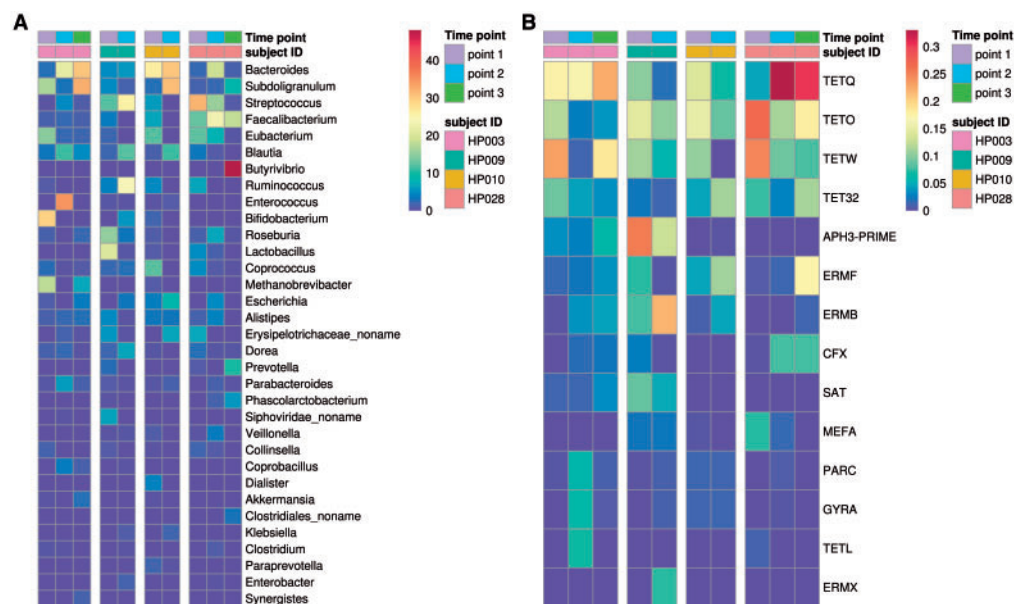 A
Time point
subject ID
Bacteroides
Subdoligranulum
Streptococcus
Faecalibacterium
Eubacterium
Blautia
Butyrivibrio
Ruminococcus
Enterococcus
Bifidobacterium
Roseburia
Lactobacillus
Coprococcus
Methanobrevibacter
Escherichia
Alistipes
Erysipelotrichaceae_noname
Dorea
Prevotella
Parabacteroides
Phascolarctobacterium
Siphoviridae_noname
Veillonella
Collinsella
Coprobacillus
Dialister
Akkermansia
Clostridiales_noname
Klebsiella
Clostridium
Paraprevotella
Enterobacter
Synergistes
40
30
20
10
0
Time point
point 1
point 2
point 3
subject ID
HP003
HP009
HP010
HP028
B
Time point
subject ID
TETQ
TETO
TETW
TET32
APH3-PRIME
ERMF
ERMB
CFX
SAT
MEFA
PARC
GYRA
TETL
ERMX
0.3
0.25
0.2
0.15
0.1
0.05
0
Time point
point 1
point 2
point 3
subject ID
HP003
HP009
HP010
HP028